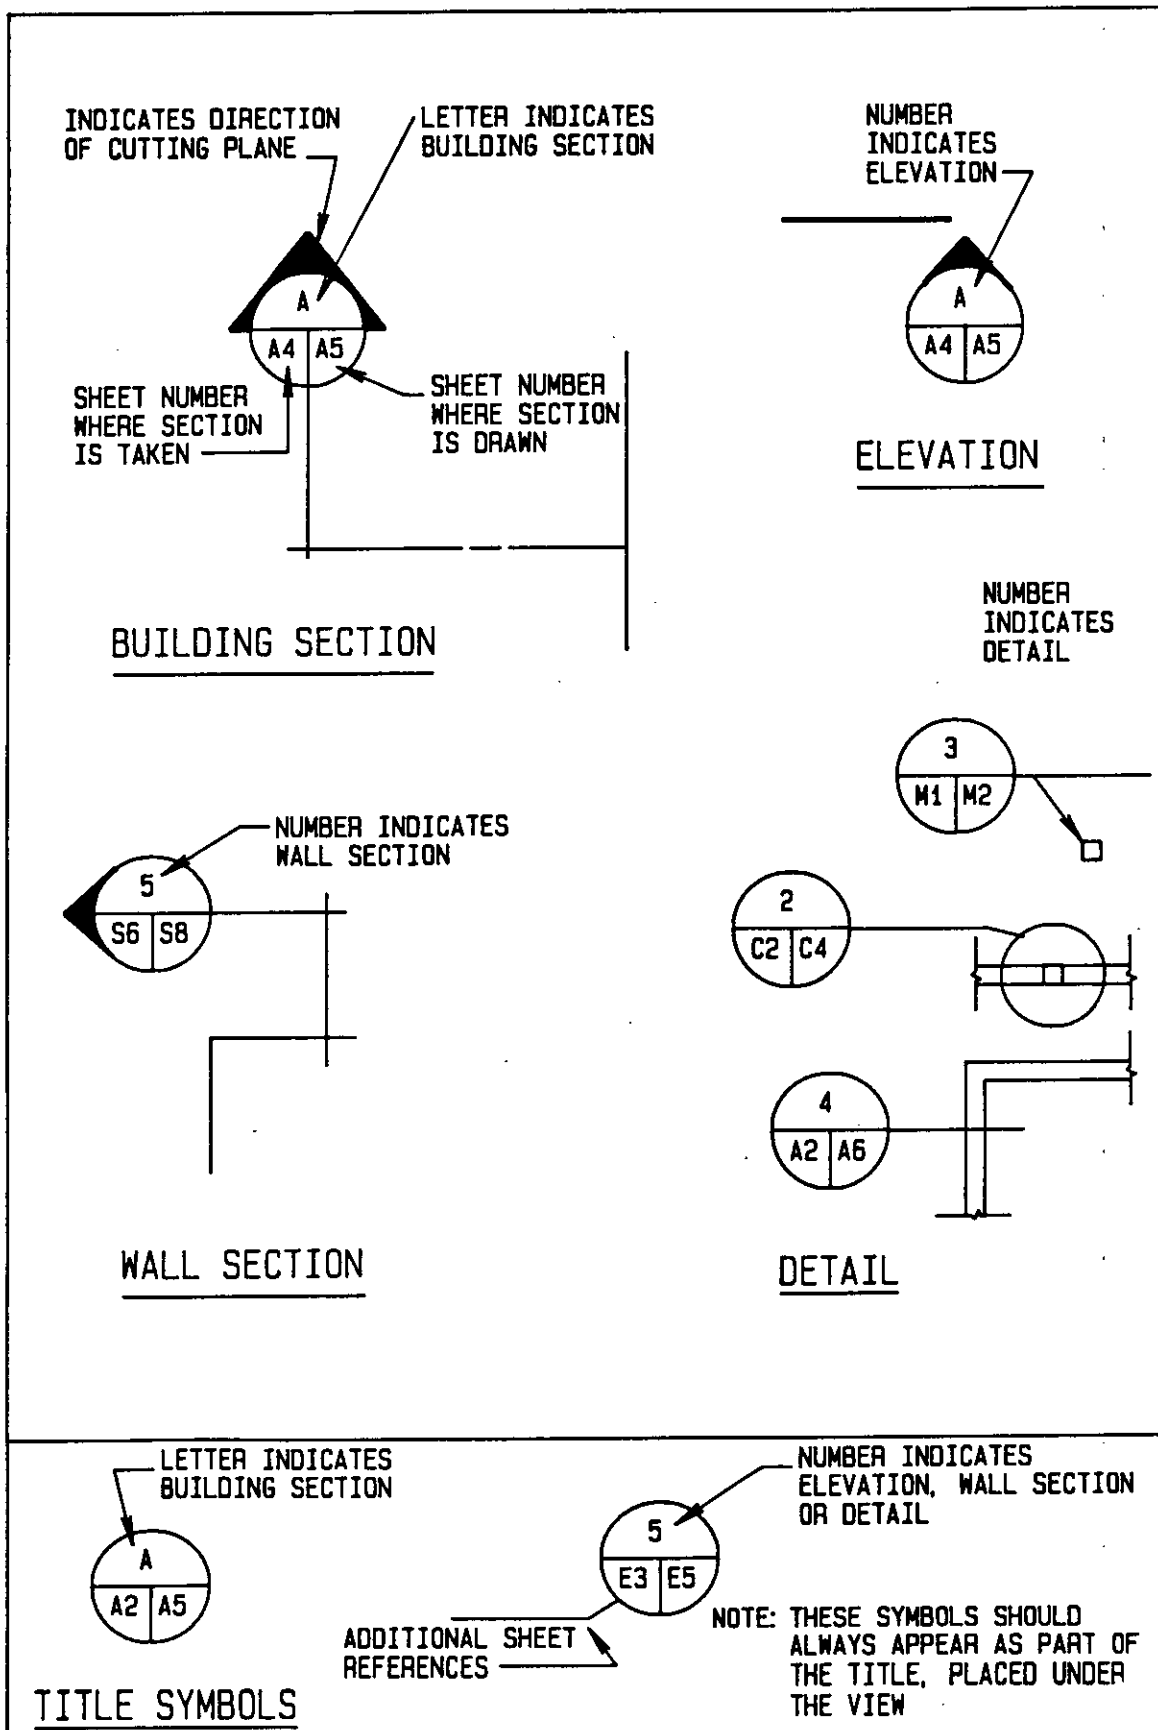 INDICATES DIRECTION
OF CUTTING PLANE
LETTER INDICATES
BUILDING SECTION
A
A4 A5
SHEET NUMBER
WHERE SECTION
IS TAKEN
SHEET NUMBER
WHERE SECTION
IS DRAWN
BUILDING SECTION
NUMBER
INDICATES
ELEVATION
A
A4 A5
ELEVATION
NUMBER INDICATES
WALL SECTION
5
S6 S8
WALL SECTION
NUMBER
INDICATES
DETAIL
3
M1 M2
2
C2 C4
4
A2 A6
DETAIL
LETTER INDICATES
BUILDING SECTION
A
A2 A5
NUMBER INDICATES
ELEVATION, WALL SECTION
OR DETAIL
5
E3 E5
ADDITIONAL SHEET
REFERENCES
NOTE: THESE SYMBOLS SHOULD
ALWAYS APPEAR AS PART OF
THE TITLE, PLACED UNDER
THE VIEW
TITLE SYMBOLS